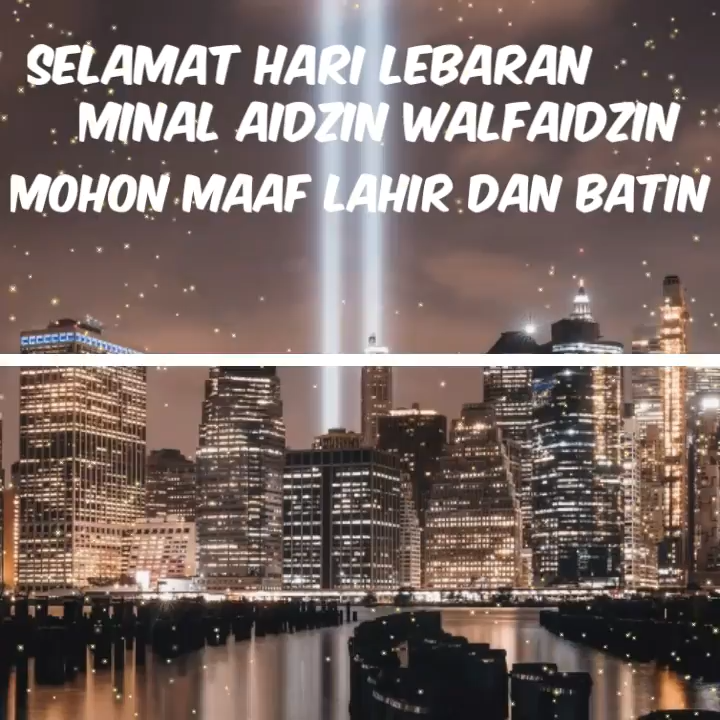 SELAMAT HARI LEBARAN
MINAL AIDZIN WALFAIDZIN
MOHON MAAF LAHIR DAN BATIN